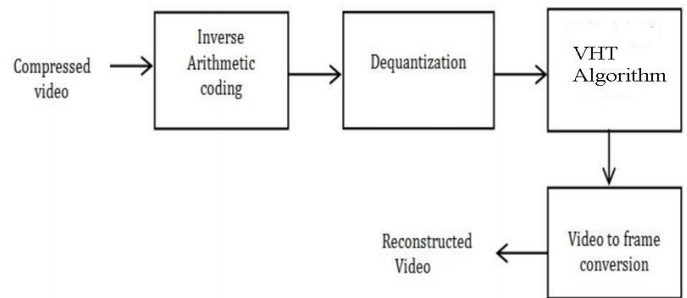 Compressed
video
Inverse
Arithmetic
coding
Dequantization
VHT
Algorithm
Video to frame
conversion
Reconstructed
Video